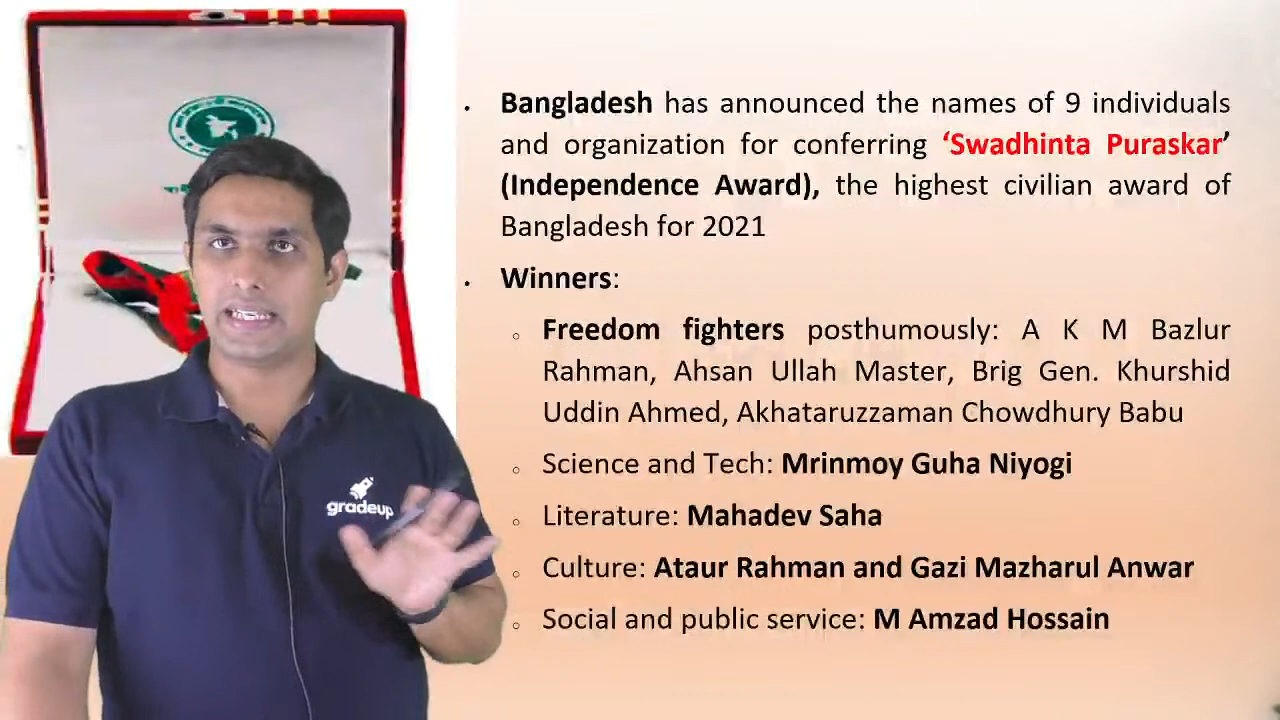 • Bangladesh has announced the names of 9 individuals
and organization for conferring ‘Swadhinta Puraskar’
(Independence Award), the highest civilian award of
Bangladesh for 2021
• Winners:
○ Freedom fighters posthumously: A K M Bazlur
Rahman, Ahsan Ullah Master, Brig Gen. Khurshid
Uddin Ahmed, Akhataruzzaman Chowdhury Babu
○ Science and Tech: Mrinmoy Guha Niyogi
○ Literature: Mahadev Saha
○ Culture: Ataur Rahman and Gazi Mazharul Anwar
○ Social and public service: M Amzad Hossain
gradeup